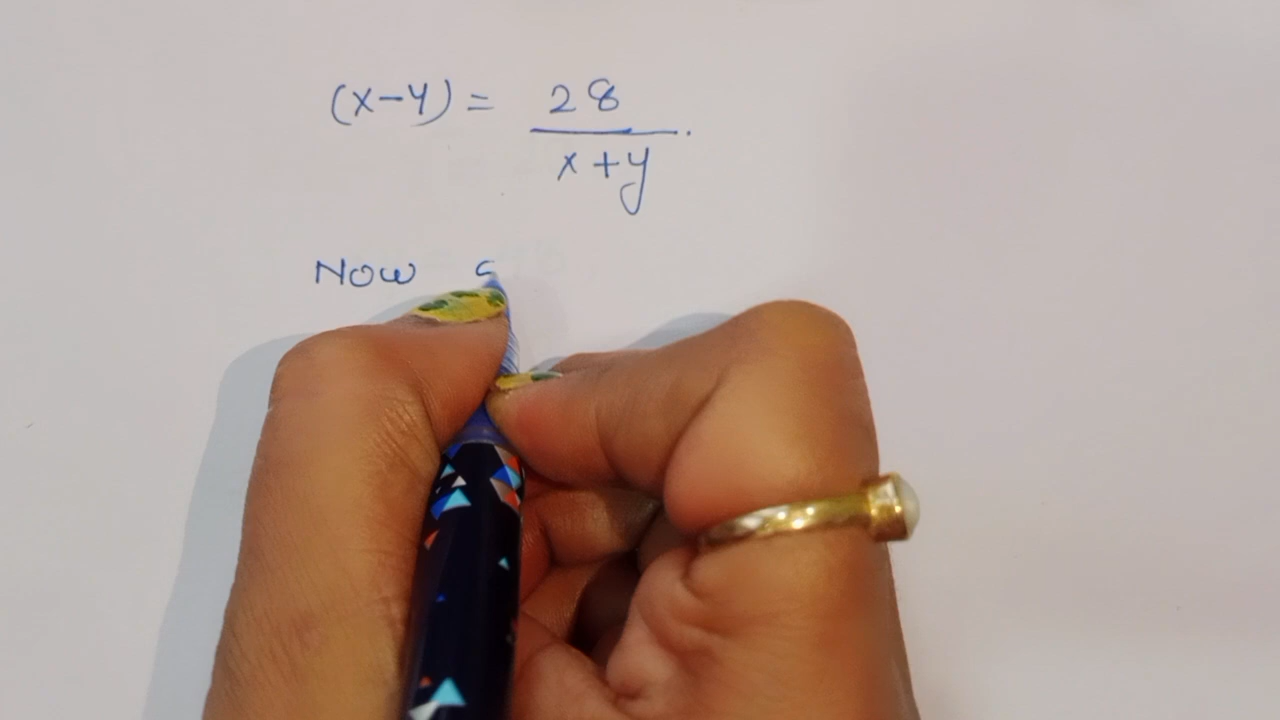 (x-y) = 28
x+y
Now